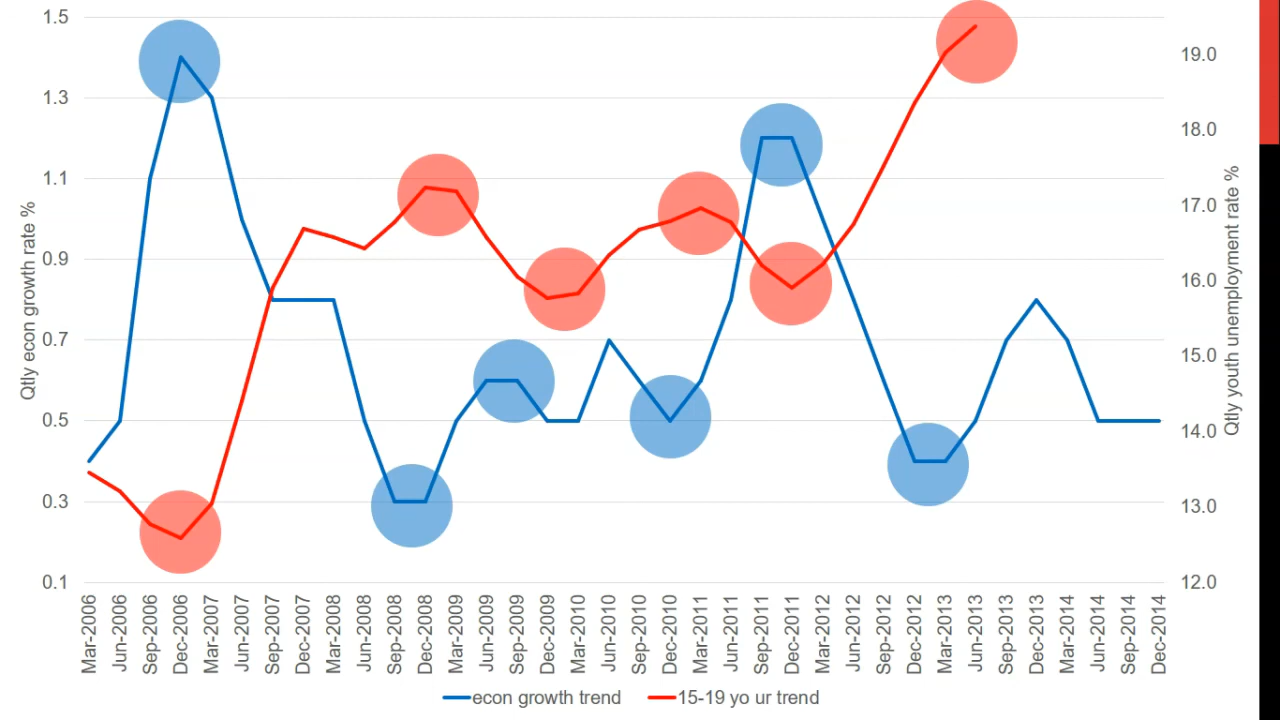 1.5
1.3
1.1
0.9
0.7
0.5
0.3
0.1
Qtly econ growth rate %
19.0
18.0
17.0
16.0
15.0
14.0
13.0
12.0
Qtly youth unemployment rate %
Mar-2006
Jun-2006
Sep-2006
Dec-2006
Mar-2007
Jun-2007
Sep-2007
Dec-2007
Mar-2008
Jun-2008
Sep-2008
Dec-2008
Mar-2009
Jun-2009
Sep-2009
Dec-2009
Mar-2010
Jun-2010
Sep-2010
Dec-2010
Mar-2011
Jun-2011
Sep-2011
Dec-2011
Mar-2012
Jun-2012
Sep-2012
Dec-2012
Mar-2013
Jun-2013
Sep-2013
Dec-2013
Mar-2014
Jun-2014
Sep-2014
Dec-2014
econ growth trend
15-19 yo ur trend